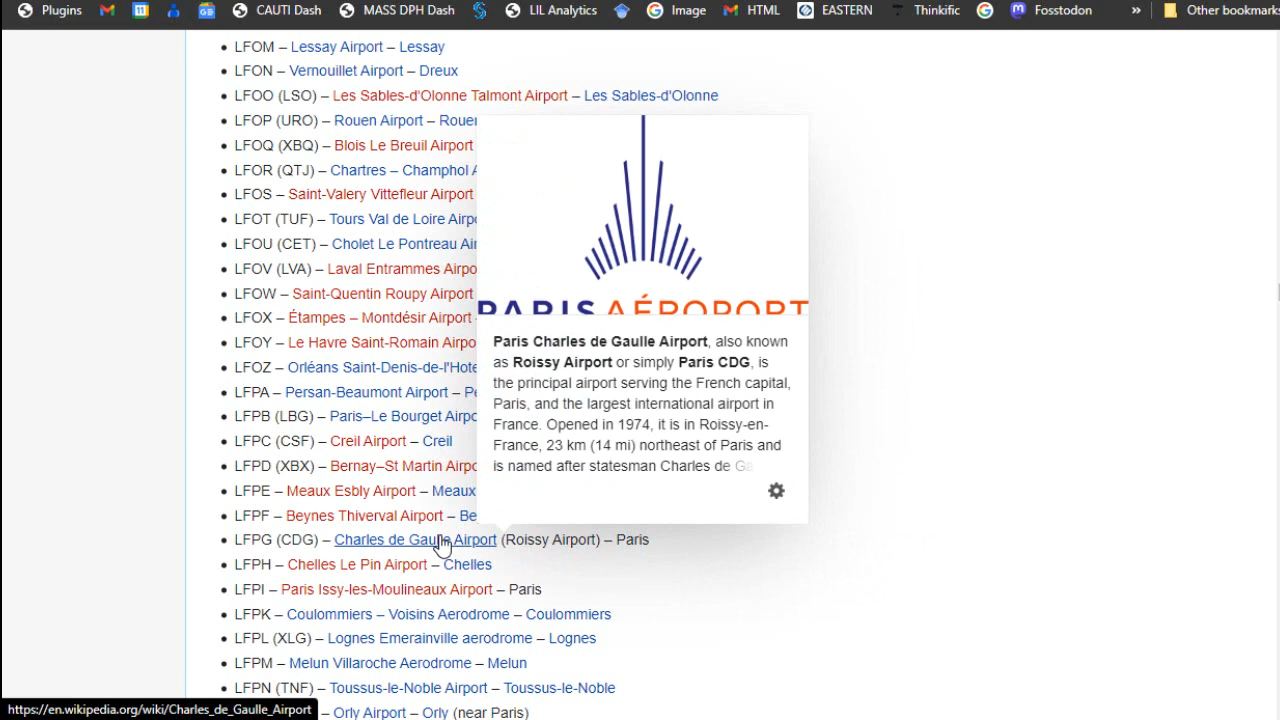 Plugins CAUTI Dash MASS DPH Dash LIL Analytics Image HTML EASTERN Thinkific Fosstodon » Other bookmarks
LFOM – Lessay Airport – Lessay
LFON – Vernouillet Airport – Dreux
LFOO (LSO) – Les Sables-d'Olonne Talmont Airport – Les Sables-d'Olonne
LFOP (URO) – Rouen Airport – Rouen
LFOQ (XBQ) – Blois Le Breuil Airport
LFOR (QTJ) – Chartres – Champhol A
LFOS – Saint-Valery Vittefleur Airport
LFOT (TUF) – Tours Val de Loire Airpo
LFOU (CET) – Cholet Le Pontreau Air
LFOV (LVA) – Laval Entrammes Airpo
LFOW – Saint-Quentin Roupy Airport
LFOX – Étampes – Montdésir Airport
LFOY – Le Havre Saint-Romain Airpo
LFOZ – Orléans Saint-Denis-de-l'Hote
LFPA – Persan-Beaumont Airport – Pe
LFPB (LBG) – Paris–Le Bourget Airpo
LFPC (CSF) – Creil Airport – Creil
LFPD (XBX) – Bernay–St Martin Airpo
LFPE – Meaux Esbly Airport – Meaux
LFPF – Beynes Thiverval Airport – Be
LFPG (CDG) – Charles de Gaulle Airport (Roissy Airport) – Paris
LFPH – Chelles Le Pin Airport – Chelles
LFPI – Paris Issy-les-Moulineaux Airport – Paris
LFPK – Coulommiers – Voisins Aerodrome – Coulommiers
LFPL (XLG) – Lognes Emerainville aerodrome – Lognes
LFPM – Melun Villaroche Aerodrome – Melun
LFPN (TNF) – Toussus-le-Noble Airport – Toussus-le-Noble
Orly Airport – Orly (near Paris)
PARIS AÉROPORT
Paris Charles de Gaulle Airport, also known
as Roissy Airport or simply Paris CDG, is
the principal airport serving the French capital,
Paris, and the largest international airport in
France. Opened in 1974, it is in Roissy-en-
France, 23 km (14 mi) northeast of Paris and
is named after statesman Charles de Ga
https://en.wikipedia.org/wiki/Charles_de_Gaulle_Airport